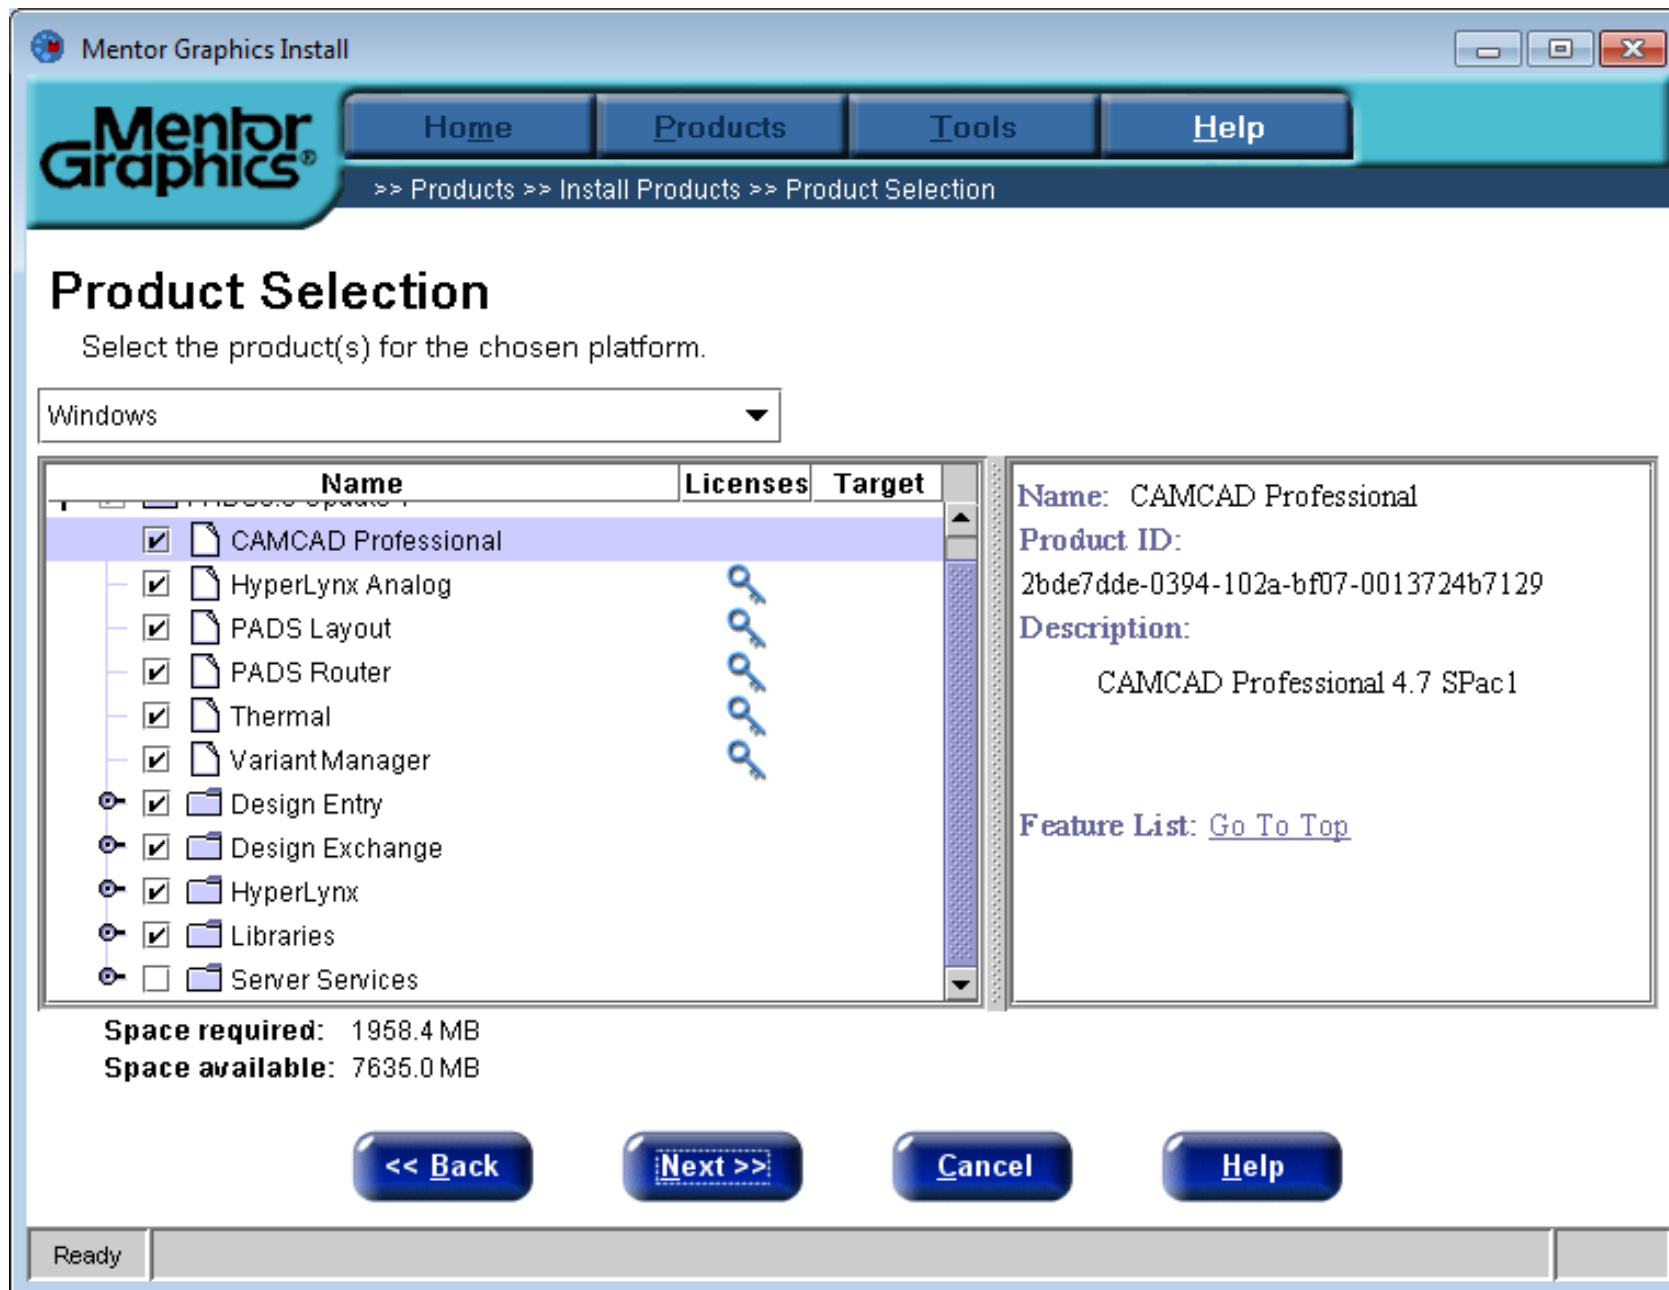 Mentor Graphics Install
Mentor
Graphics®
Home Products Tools Help
>> Products >> Install Products >> Product Selection
Product Selection
Select the product(s) for the chosen platform.
Windows
Name Licenses Target
CAMCAD Professional
HyperLynx Analog
PADS Layout
PADS Router
Thermal
Variant Manager
Design Entry
Design Exchange
HyperLynx
Libraries
Server Services
Name: CAMCAD Professional
Product ID:
2bde7dde-0394-102a-bf07-0013724b7129
Description:
CAMCAD Professional 4.7 SPac1
Feature List: Go To Top
Space required: 1958.4 MB
Space available: 7635.0 MB
<< Back Next >> Cancel Help
Ready